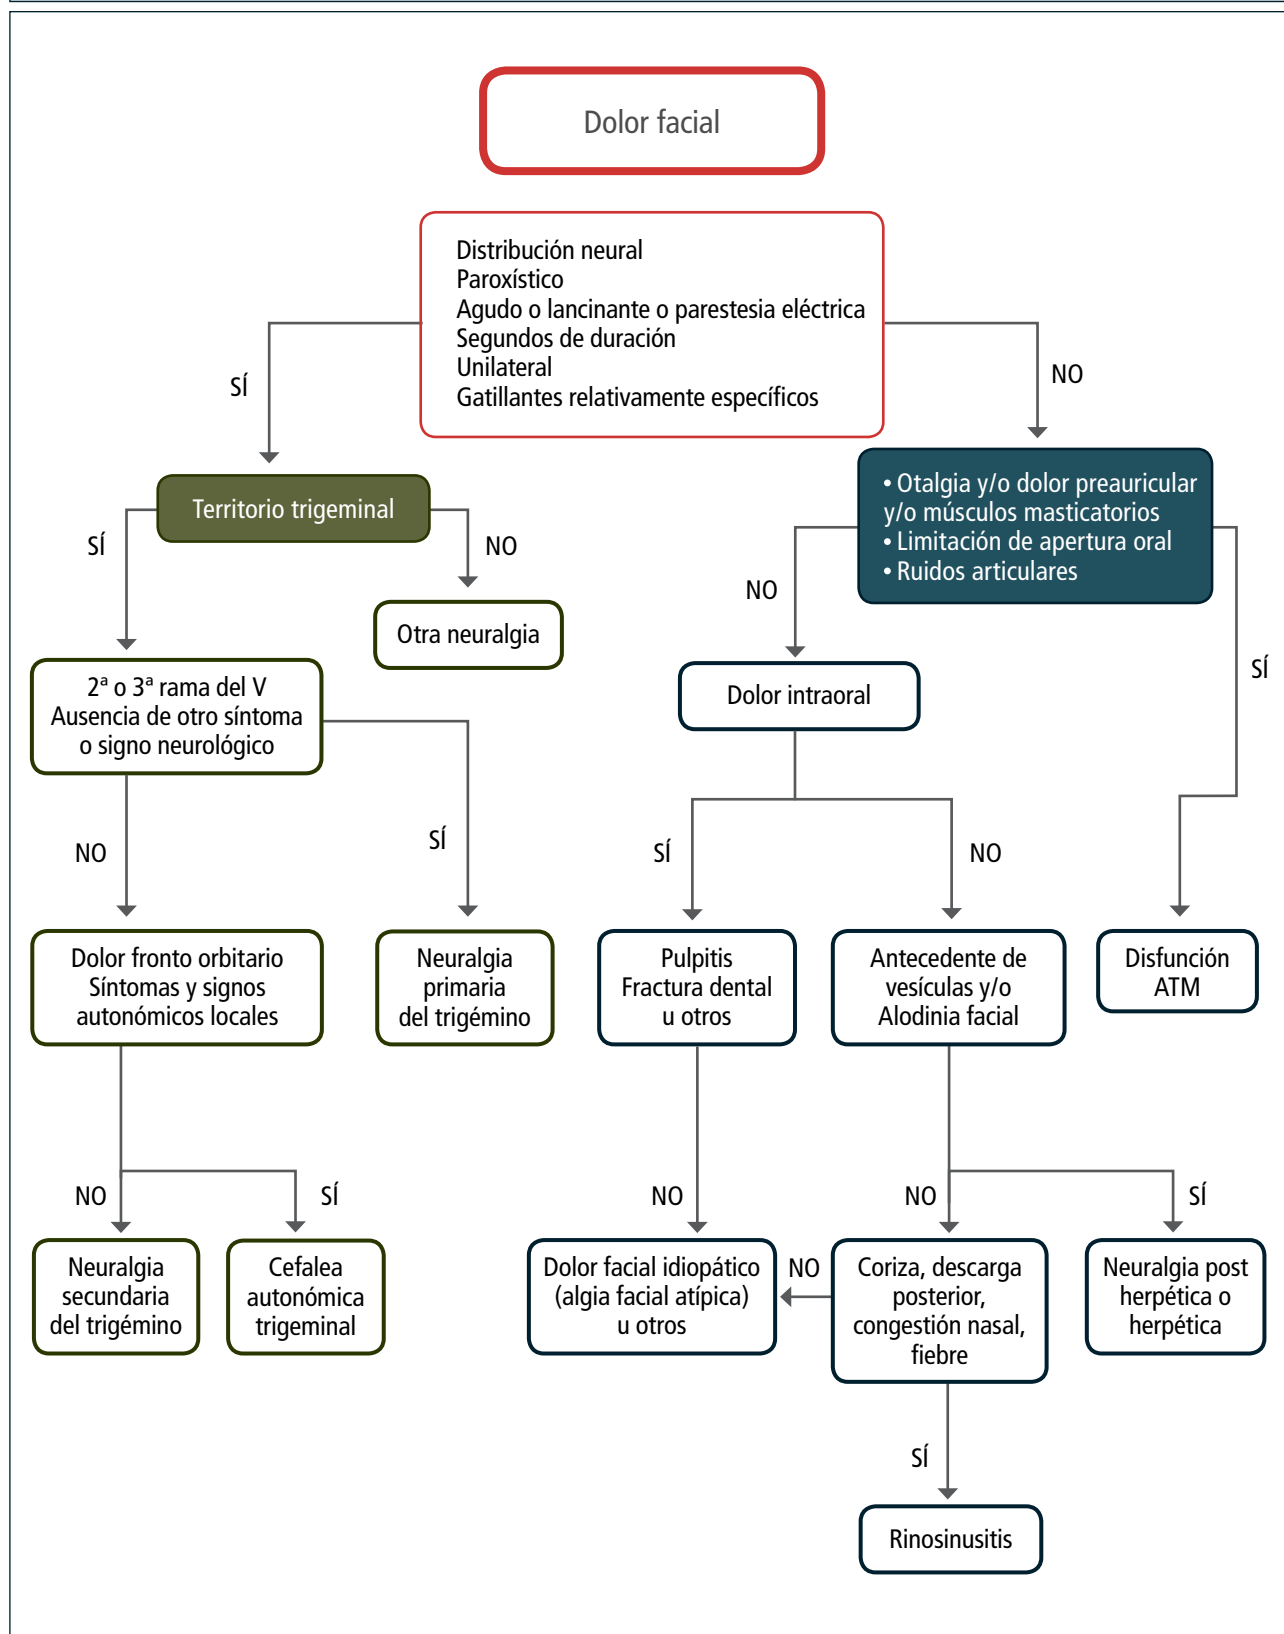 Dolor facial
Distribución neural
Paroxístico
Agudo o lancinante o parestesia eléctrica
Segundos de duración
Unilateral
Gatillantes relativamente específicos
SÍ
NO
Territorio trigeminal
• Otalgia y/o dolor preauricular
y/o músculos masticatorios
• Limitación de apertura oral
• Ruidos articulares
SÍ
NO
NO
SÍ
Otra neuralgia
2ª o 3ª rama del V
Ausencia de otro síntoma
o signo neurológico
Dolor intraoral
NO
SÍ
SÍ
NO
Dolor fronto orbitario
Síntomas y signos
autonómicos locales
Neuralgia
primaria
del trigémino
Pulpitis
Fractura dental
u otros
Antecedente de
vesículas y/o
Alodinia facial
Disfunción
ATM
NO
SÍ
NO
NO
SÍ
Neuralgia
secundaria
del trigémino
Cefalea
autonómica
trigeminal
Dolor facial idiopático
(algia facial atípica)
u otros
NO
Coriza, descarga
posterior,
congestión nasal,
fiebre
Neuralgia post
herpética o
herpética
SÍ
Rinosinusitis